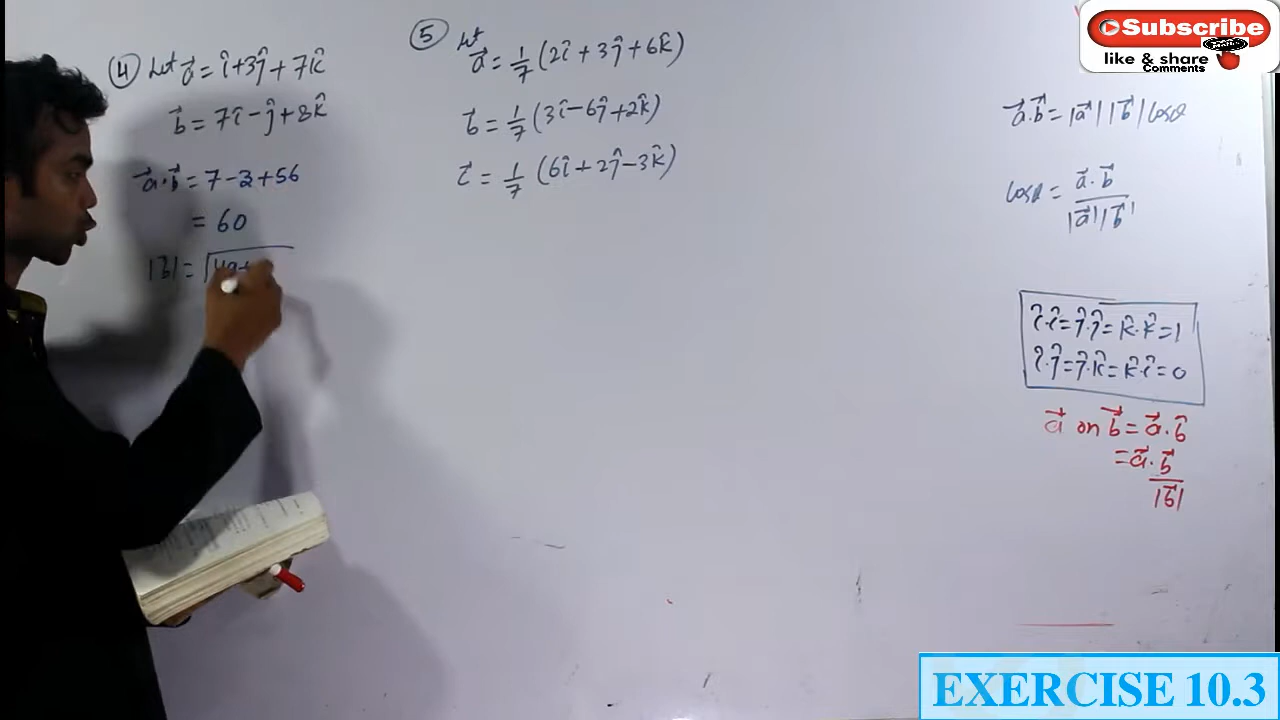 ④ Let a⃗ = î+3ĵ+7k̂
b⃗ = 7î-ĵ+8k̂
a⃗.b⃗ = 7-3+56
= 60
|b⃗| = √49+
⑤ Let
a⃗ = 1/7 (2î+3ĵ+6k̂)
b⃗ = 1/7 (3î-6ĵ+2k̂)
c⃗ = 1/7 (6î+2ĵ-3k̂)
Subscribe
like & share
Comments
a⃗.b⃗ = |a⃗| |b⃗| cosθ
cosθ = a⃗.b⃗ / |a⃗| |b⃗|
î.î=ĵ.ĵ=k̂.k̂=1
î.ĵ=ĵ.k̂=k̂.î=0
a⃗ on b⃗ = a⃗.b̂
= a⃗.b⃗ / |b⃗|
EXERCISE 10.3